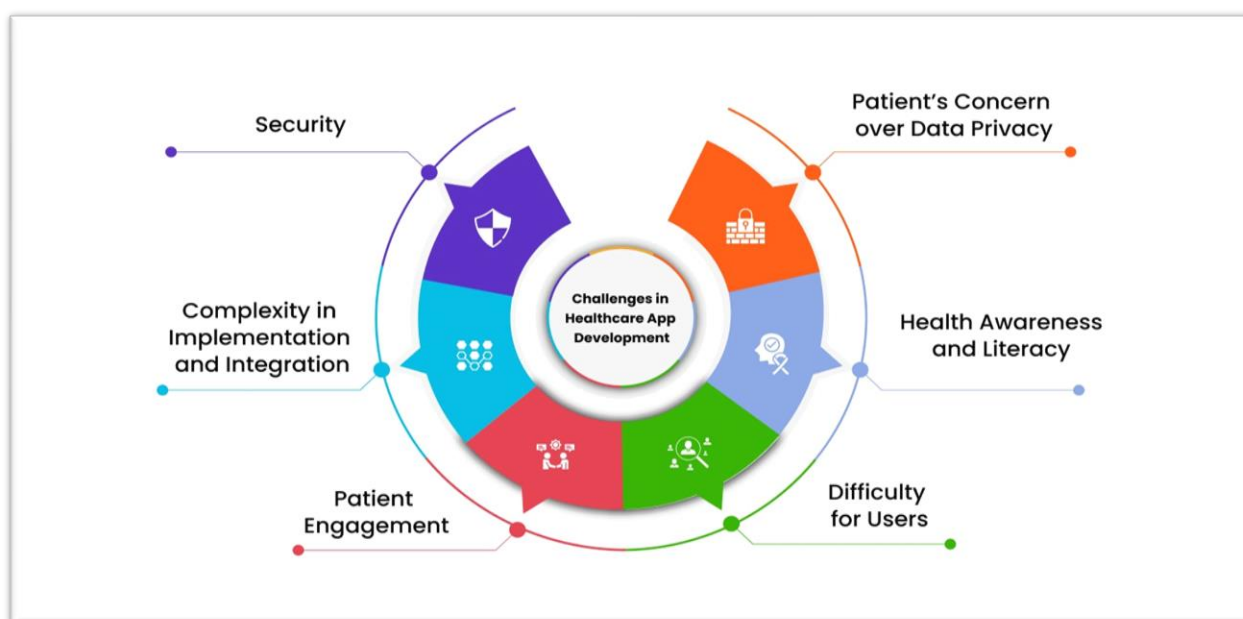 Security
Patient's Concern
over Data Privacy
Complexity in
Implementation
and Integration
Challenges in
Healthcare App
Development
Health Awareness
and Literacy
Patient
Engagement
Difficulty
for Users